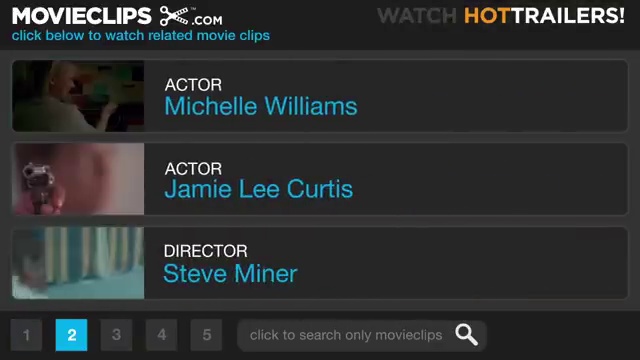 MOVIECLIPS .COM™
WATCH HOTTRAILERS!
click below to watch related movie clips
ACTOR
Michelle Williams
ACTOR
Jamie Lee Curtis
DIRECTOR
Steve Miner
1 2 3 4 5 click to search only movieclips